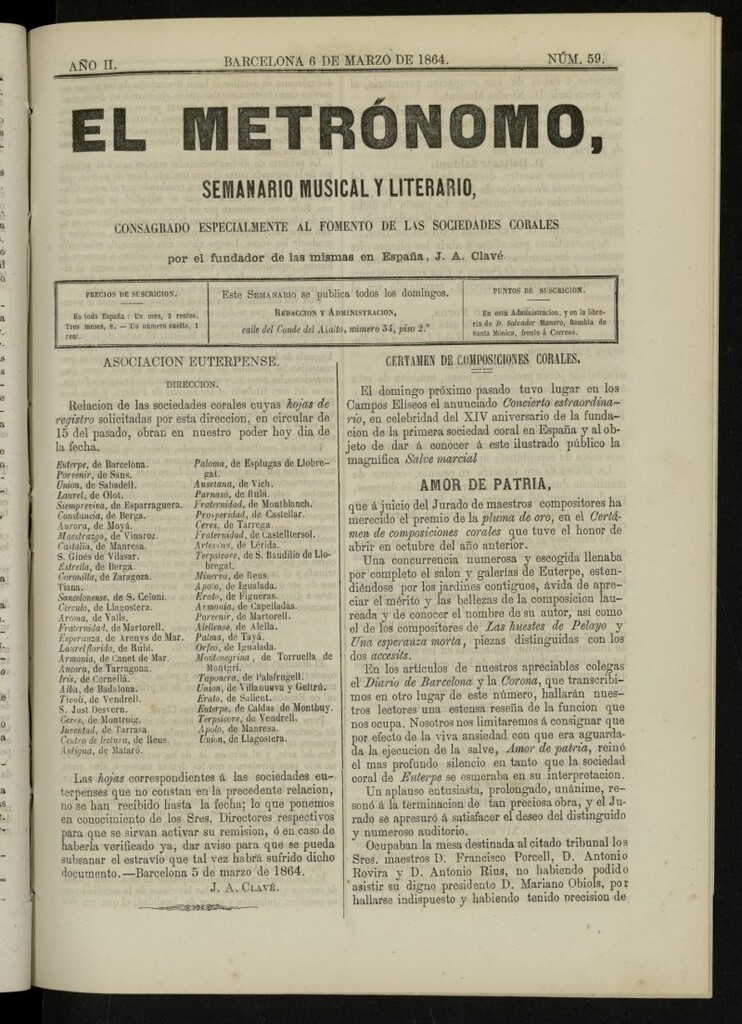 AÑO II.
BARCELONA 6 DE MARZO DE 1864.
NÚM. 59.
EL METRÓNOMO,
SEMANARIO MUSICAL Y LITERARIO,
CONSAGRADO ESPECIALMENTE AL FOMENTO DE LAS SOCIEDADES CORALES
por el fundador de las mismas en España, J. A. Clavé.
PRECIOS DE SUSCRICION.
En toda España: Un mes, 3 reales.
Tres meses, 8. — Un número suelto, 1
real.
Este SEMANARIO se publica todos los domingos.
REDACCION Y ADMINISTRACION,
calle del Conde del Asalto, número 34, piso 2.º
PUNTOS DE SUSCRICION.
En esta Administracion, y en la libre-
ría de D. Salvador Manero, Rambla de
Santa Mónica, frente á Correos.
ASOCIACION EUTERPENSE.
DIRECCION.
Relacion de las sociedades corales cuyas hojas de
registro solicitadas por esta direccion, en circular de
15 del pasado, obran en nuestro poder hoy dia de
la fecha.
Euterpe, de Barcelona.
Porvenir, de Sans.
Union, de Sabadell.
Laurel, de Olot.
Siempreviva, de Esparraguera.
Constancia, de Berga.
Aurora, de Moyá.
Maestrazgo, de Vinaroz.
Castalia, de Manresa.
S. Ginés de Vilasar.
Estrella, de Berga.
Coronilla, de Zaragoza.
Tiana.
Sancelonense, de S. Celoni.
Círculo, de Llagostera.
Aroma, de Valls.
Fraternidad, de Martorell.
Esperanza, de Arenys de Mar.
Laurel florido, de Rubí.
Armonía, de Canet de Mar.
Ancora, de Tarragona.
Iris, de Cornellá.
Alba, de Badalona.
Tívoli, de Vendrell.
S. Just Desvern.
Ceres, de Montroig.
Juventud, de Tarrasa
Centro de lectura, de Reus.
Antigua, de Mataró.
Paloma, de Esplugas de Llobre-
gat.
Ausetana, de Vich.
Parnaso, de Rubí.
Fraternidad, de Montblanch.
Prosperidad, de Castellar.
Ceres, de Tárrega.
Fraternidad, de Castelltersol.
Artesina, de Lérida.
Terpsicore, de S. Baudilio de Llo-
bregat.
Minerva, de Reus.
Apolo, de Igualada.
Erato, de Figueras.
Armonía, de Capelladas.
Porvenir, de Martorell.
Alellense, de Alella.
Palma, de Tayá.
Orfeo, de Igualada.
Montenegrina, de Torruella de
Montgrí.
Taponera, de Palafrugell.
Union, de Villanueva y Geltrú.
Erato, de Sallent.
Euterpe, de Caldas de Montbuy.
Terpsicore, de Vendrell.
Apolo, de Manresa.
Union, de Llagostera.
Las hojas correspondientes á las sociedades eu-
terpenses que no constan en la precedente relacion,
no se han recibido hasta la fecha; lo que ponemos
en conocimiento de los Sres. Directores respectivos
para que se sirvan activar su remision, ó en caso de
haberla verificado ya, dar aviso para que se pueda
subsanar el estravío que tal vez habrá sufrido dicho
documento.—Barcelona 5 de marzo de 1864.
J. A. CLAVÉ.
CERTAMEN DE COMPOSICIONES CORALES.
El domingo próximo pasado tuvo lugar en los
Campos Elíseos el anunciado Concierto estraordina-
rio, en celebridad del XIV aniversario de la funda-
cion de la primera sociedad coral en España y al ob-
jeto de dar á conocer á este ilustrado público la
magnífica Salve marcial
AMOR DE PATRIA,
que á juicio del Jurado de maestros compositores ha
merecido el premio de la pluma de oro, en el Certá-
men de composiciones corales que tuve el honor de
abrir en octubre del año anterior.
Una concurrencia numerosa y escogida llenaba
por completo el salon y galerías de Euterpe, esten-
diéndose por los jardines contiguos, ávida de apre-
ciar el mérito y las bellezas de la composicion lau-
reada y de conocer el nombre de su autor, así como
el de los compositores de Las huestes de Pelayo y
Una esperanza morta, piezas distinguidas con los
dos accesits.
En los artículos de nuestros apreciables colegas
el Diario de Barcelona y la Corona, que transcribi-
mos en otro lugar de este número, hallarán nues-
tros lectores una estensa reseña de la funcion que
nos ocupa. Nosotros nos limitaremos á consignar que
por efecto de la viva ansiedad con que era aguarda-
da la ejecucion de la salve, Amor de patria, reinó
el mas profundo silencio en tanto que la sociedad
coral de Euterpe se esmeraba en su interpretacion.
Un aplauso entusiasta, prolongado, unánime, re-
sonó á la terminacion de tan preciosa obra, y el Ju-
rado se apresuró á satisfacer el deseo del distinguido
y numeroso auditorio.
Ocupaban la mesa destinada al citado tribunal los
Sres. maestros D. Francisco Porcell, D. Antonio
Rovira y D. Antonio Rius, no habiendo podido
asistir su digno presidente D. Mariano Obiols, por
hallarse indispuesto y habiendo tenido precision de